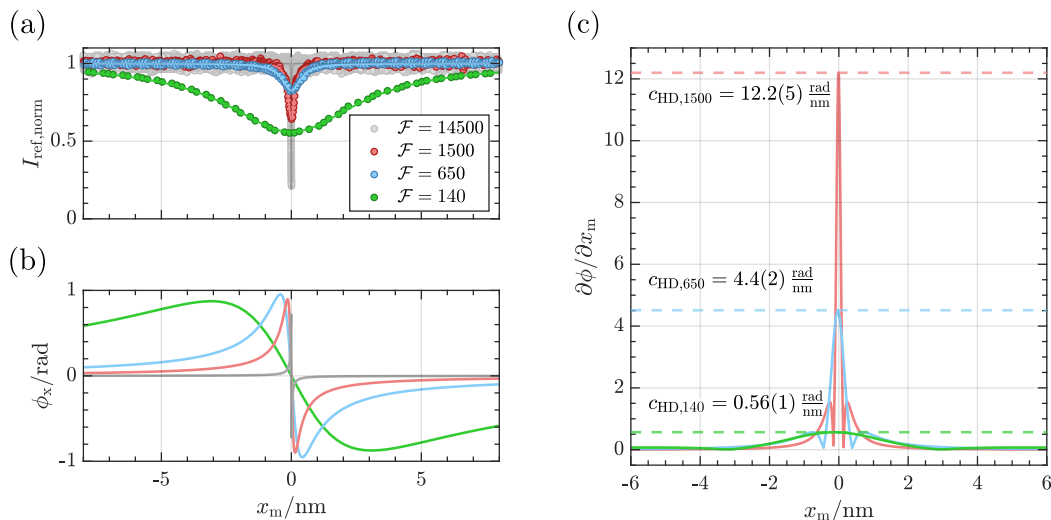 (a)
1
0.5
0
I_ref,norm
ℱ = 14500
ℱ = 1500
ℱ = 650
ℱ = 140
(b)
1
0
-1
ϕ_x/rad
-5
0
5
x_m/nm
(c)
12
10
8
6
4
2
0
∂ϕ/∂x_m
c_HD,1500 = 12.2(5) rad/nm
c_HD,650 = 4.4(2) rad/nm
c_HD,140 = 0.56(1) rad/nm
-6
-4
-2
0
2
4
6
x_m/nm